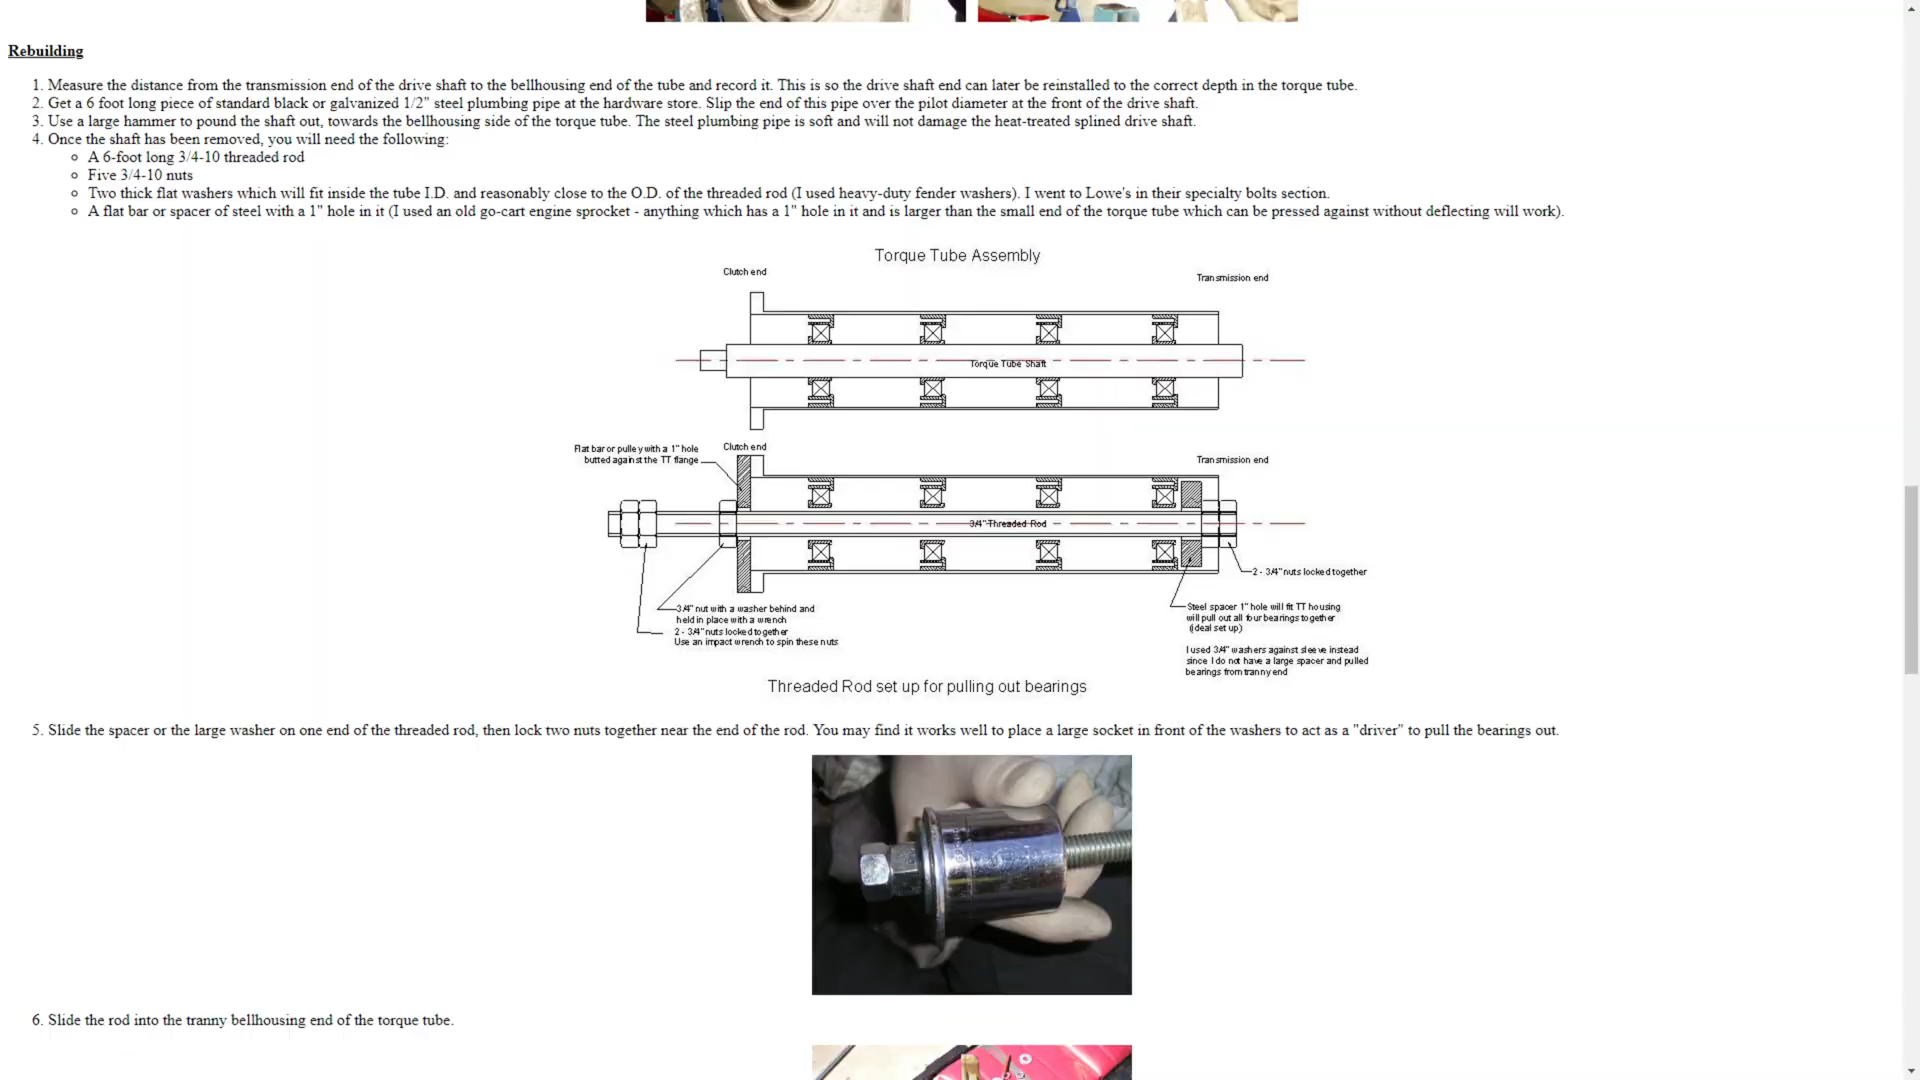 Rebuilding
1. Measure the distance from the transmission end of the drive shaft to the bellhousing end of the tube and record it. This is so the drive shaft end can later be reinstalled to the correct depth in the torque tube.
2. Get a 6 foot long piece of standard black or galvanized 1/2" steel plumbing pipe at the hardware store. Slip the end of this pipe over the pilot diameter at the front of the drive shaft.
3. Use a large hammer to pound the shaft out, towards the bellhousing side of the torque tube. The steel plumbing pipe is soft and will not damage the heat-treated splined drive shaft.
4. Once the shaft has been removed, you will need the following:
A 6-foot long 3/4-10 threaded rod
Five 3/4-10 nuts
Two thick flat washers which will fit inside the tube I.D. and reasonably close to the O.D. of the threaded rod (I used heavy-duty fender washers). I went to Lowe's in their specialty bolts section.
A flat bar or spacer of steel with a 1" hole in it (I used an old go-cart engine sprocket - anything which has a 1" hole in it and is larger than the small end of the torque tube which can be pressed against without deflecting will work).
Torque Tube Assembly
Clutch end
Transmission end
Torque Tube Shaft
Flat bar or pulley with a 1" hole
butted against the TT flange
Clutch end
Transmission end
3/4" Threaded Rod
2 - 3/4" nuts locked together
3/4" nut with a washer behind and
held in place with a wrench
2 - 3/4" nuts locked together
Use an impact wrench to spin these nuts
Steel spacer 1" hole will fit TT housing
will pull out all four bearings together
(ideal set up)
I used 3/4" washers against sleeve instead
since I do not have a large spacer and pulled
bearings from tranny end
Threaded Rod set up for pulling out bearings
5. Slide the spacer or the large washer on one end of the threaded rod, then lock two nuts together near the end of the rod. You may find it works well to place a large socket in front of the washers to act as a "driver" to pull the bearings out.
6. Slide the rod into the tranny bellhousing end of the torque tube.